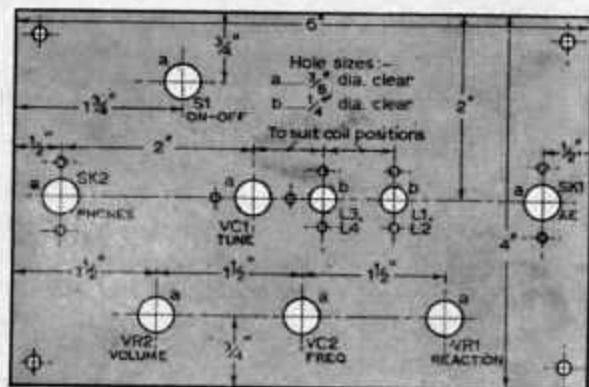 6"
3/4"
Hole sizes:-
a 3/8" dia. clear
b 1/4" dia. clear
a
S1
ON-OFF
1 3/4"
2"
To suit coil positions
1/2"
2"
1/2"
a
SK2
PHONES
a
VC1
TUNE
b
L3,
L4
b
L1,
L2
a
SK1
AE
4"
1 1/2"
1 1/2"
1 1/2"
a
VR2
VOLUME
3/4"
a
VC2
FREQ
a
VR1
REACTION